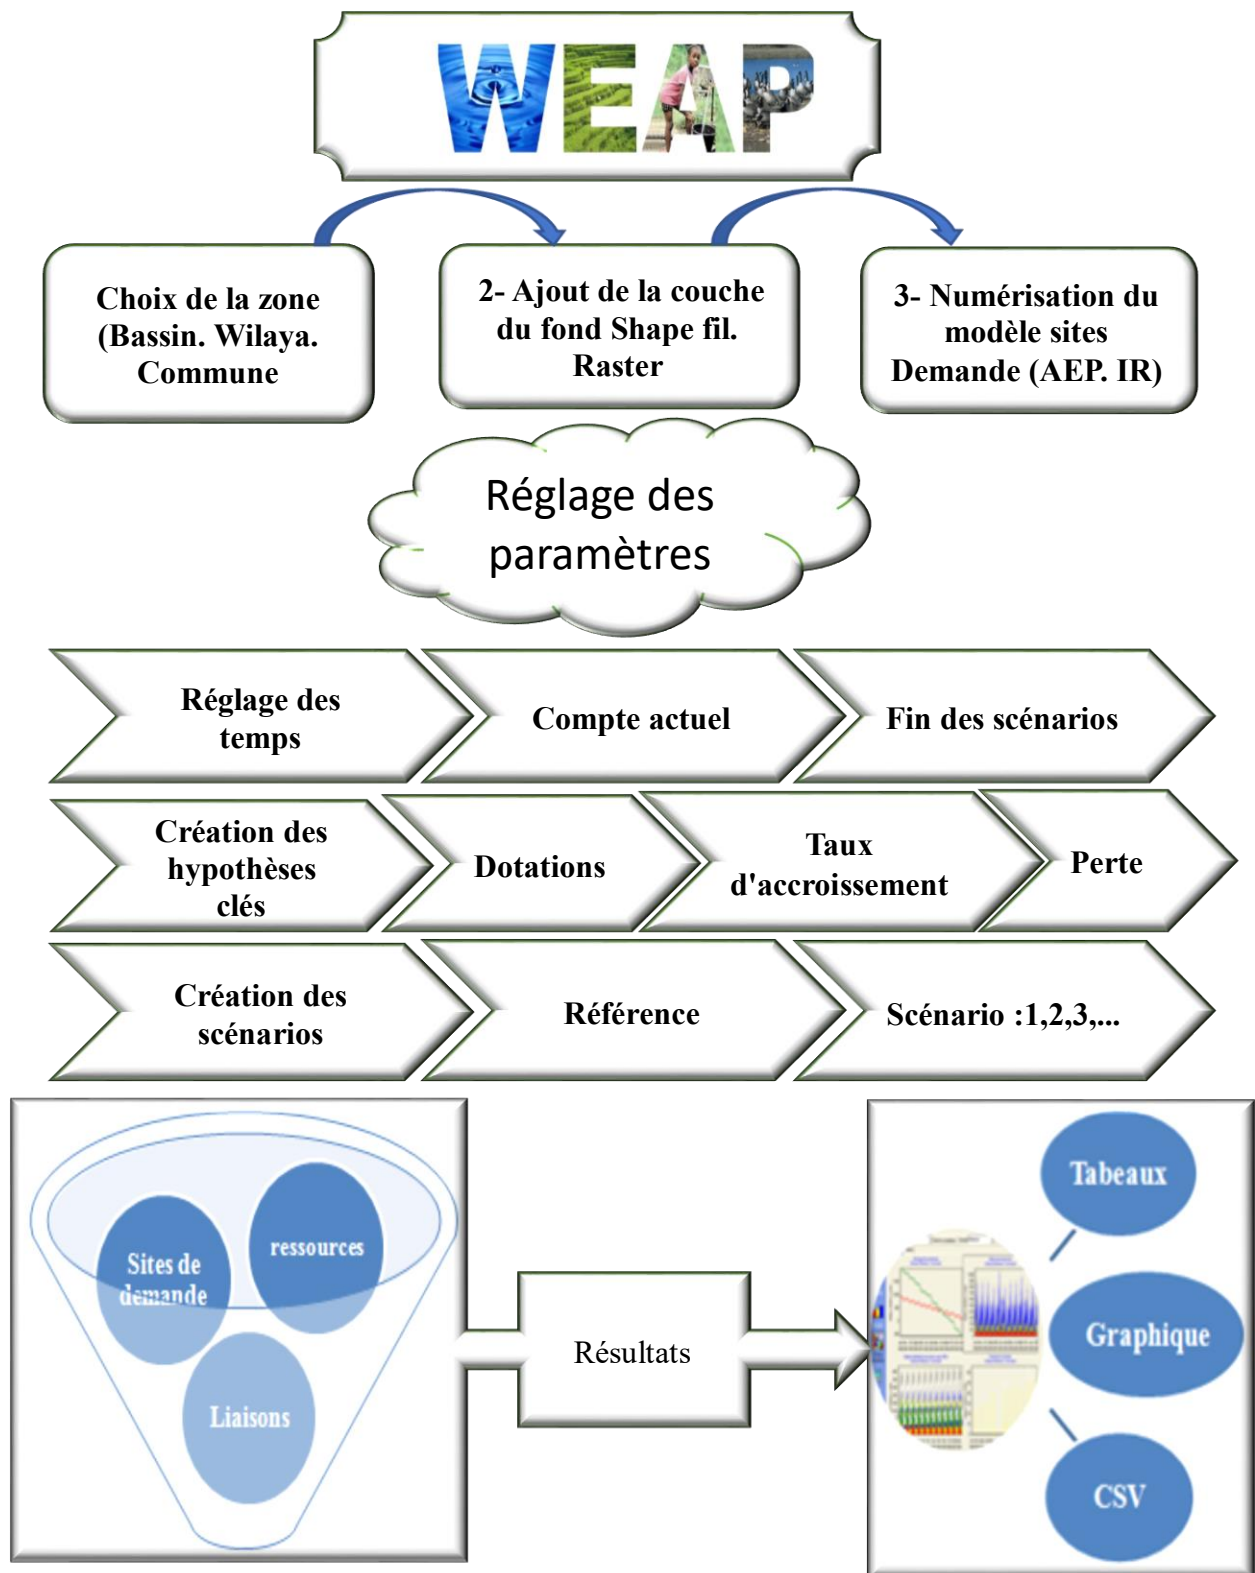 WEAP
Choix de la zone
(Bassin. Wilaya.
Commune
2- Ajout de la couche
du fond Shape fil.
Raster
3- Numérisation du
modèle sites
Demande (AEP. IR)
Réglage des
paramètres
Réglage des
temps
Compte actuel
Fin des scénarios
Création des
hypothèses
clés
Dotations
Taux
d'accroissement
Perte
Création des
scénarios
Référence
Scénario :1,2,3,...
Sites de
demande
ressources
Liaisons
Résultats
Tabeaux
Graphique
CSV